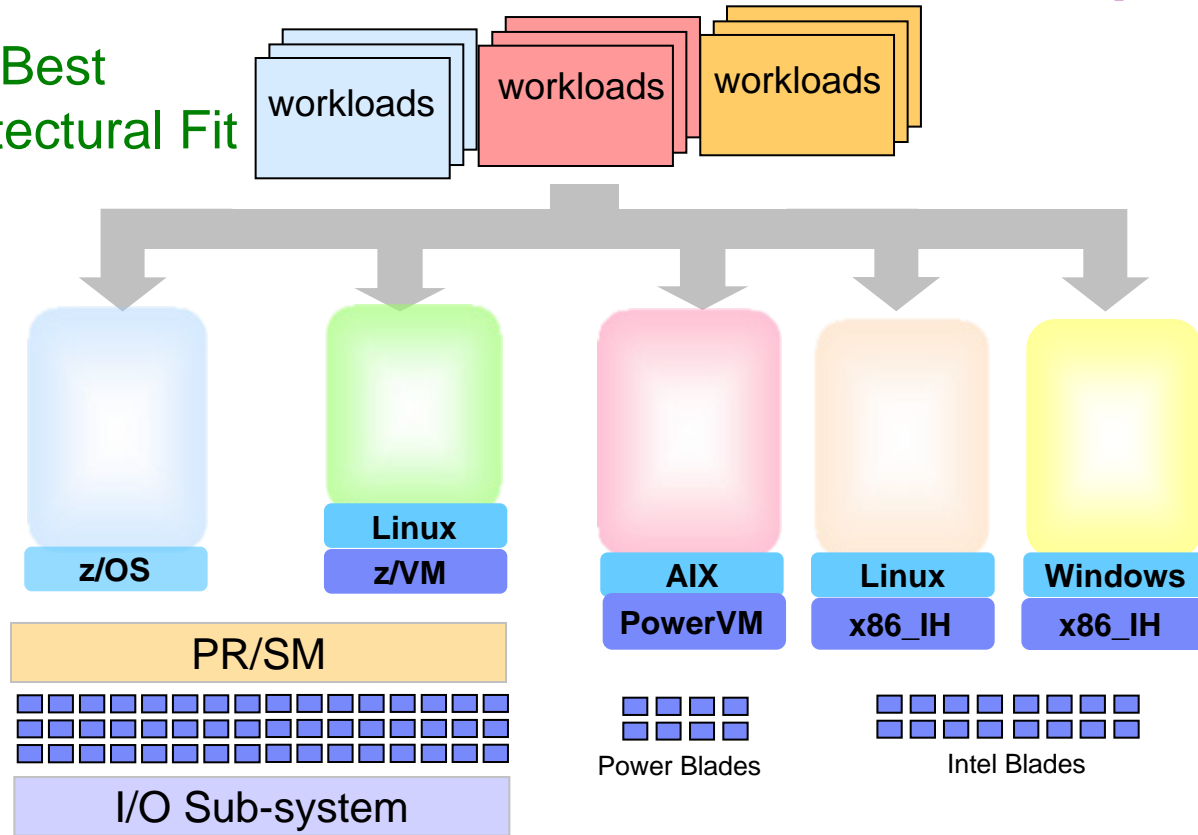 Best
tectural Fit
workloads
workloads
workloads
Linux
z/OS
z/VM
AIX
Linux
Windows
PowerVM
x86_IH
x86_IH
PR/SM
Power Blades
Intel Blades
I/O Sub-system